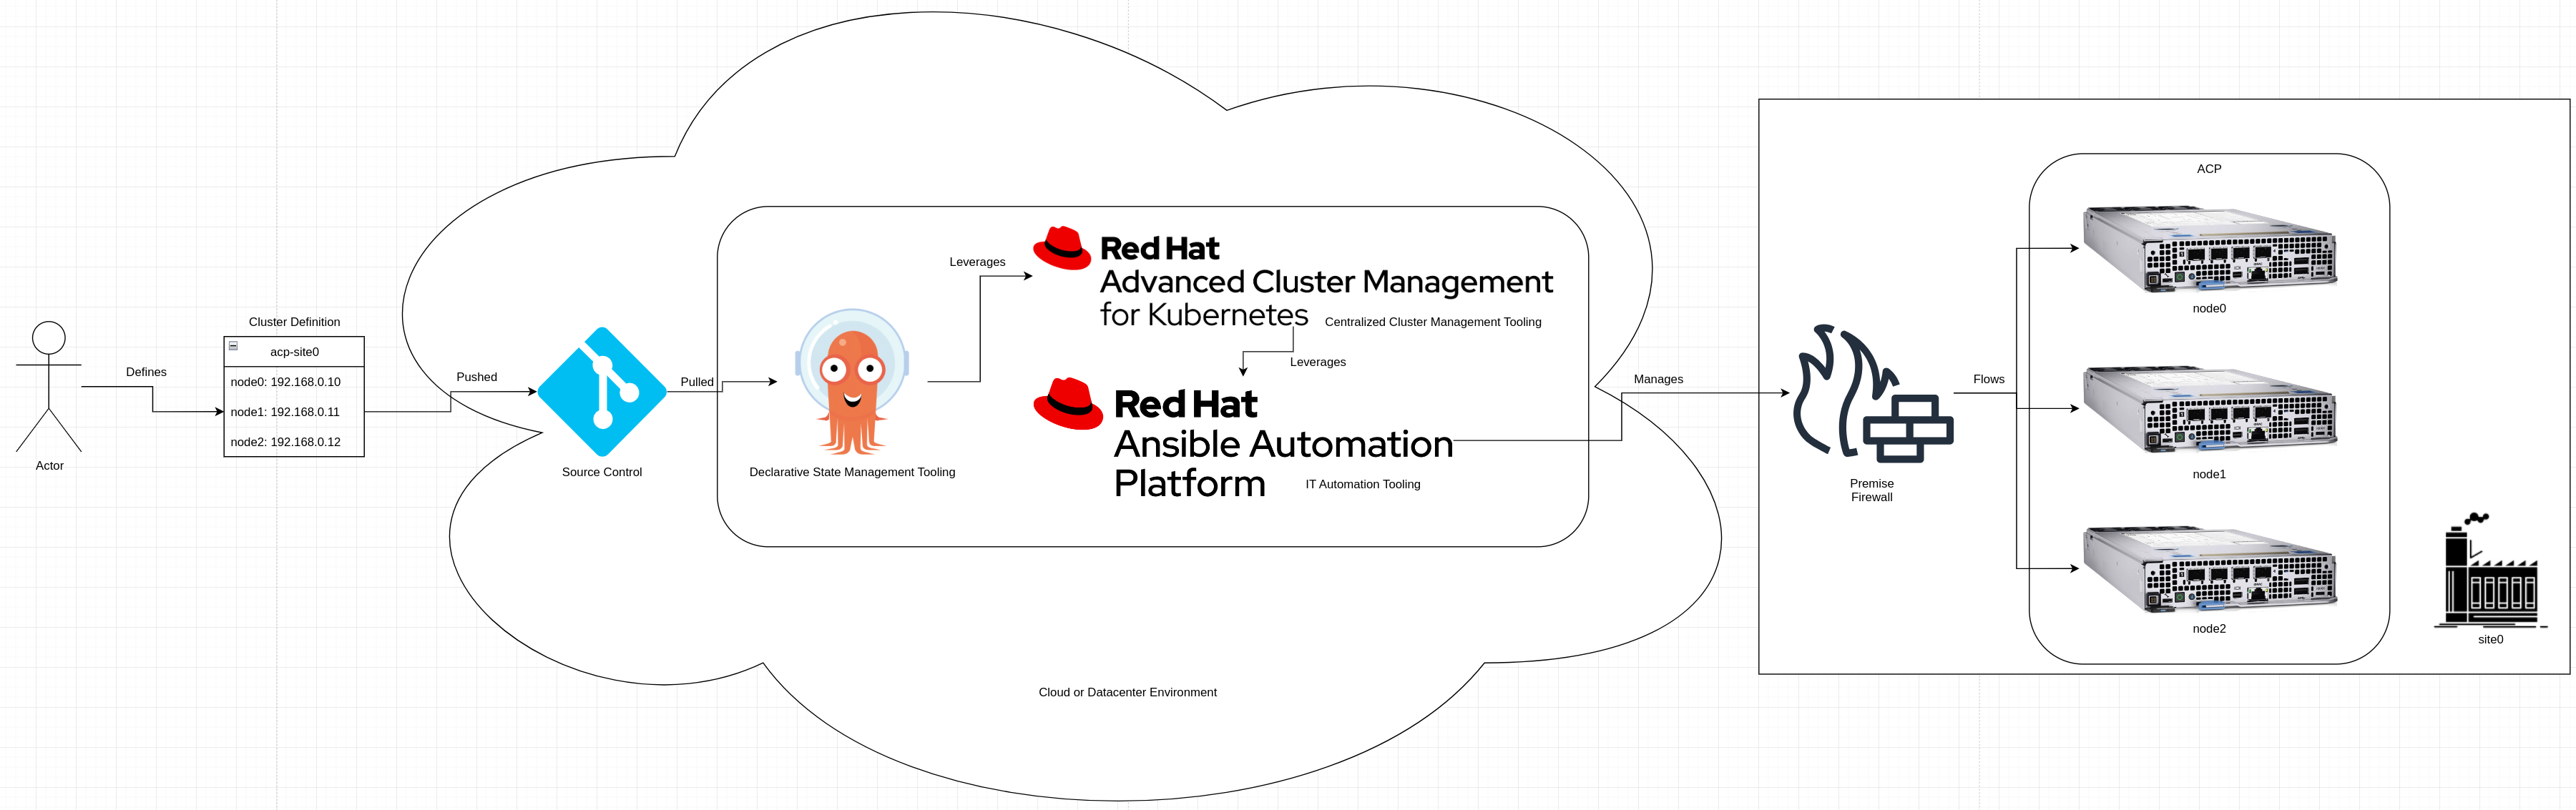 Actor
Defines
Cluster Definition
acp-site0
node0: 192.168.0.10
node1: 192.168.0.11
node2: 192.168.0.12
Pushed
Source Control
Pulled
Declarative State Management Tooling
Leverages
Red Hat
Advanced Cluster Management
for Kubernetes
Centralized Cluster Management Tooling
Leverages
Red Hat
Ansible Automation
Platform
IT Automation Tooling
Cloud or Datacenter Environment
Manages
Premise
Firewall
Flows
ACP
node0
node1
node2
site0